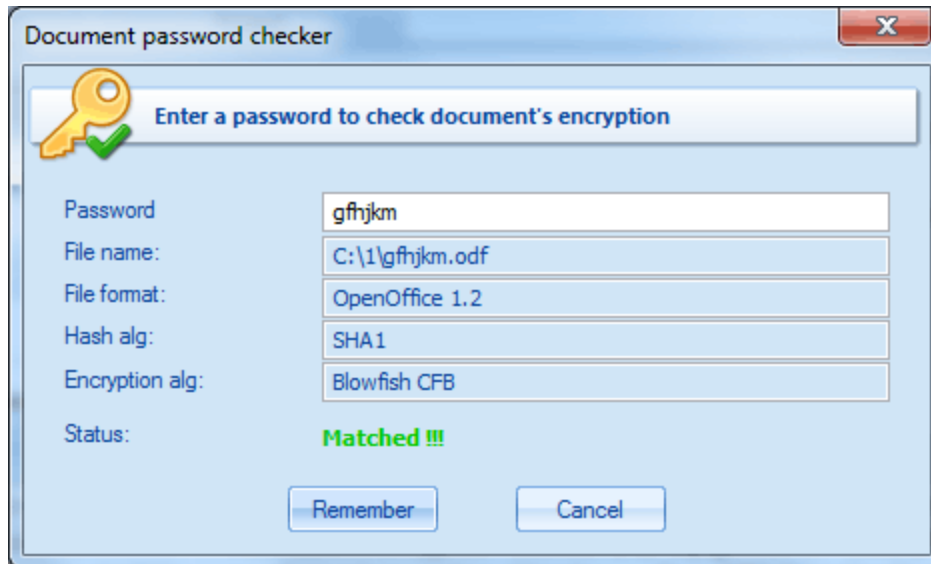 Document password checker
Enter a password to check document's encryption
Password gfhjkm
File name: C:\1\gfhjkm.odf
File format: OpenOffice 1.2
Hash alg: SHA1
Encryption alg: Blowfish CFB
Status: Matched !!!
Remember Cancel